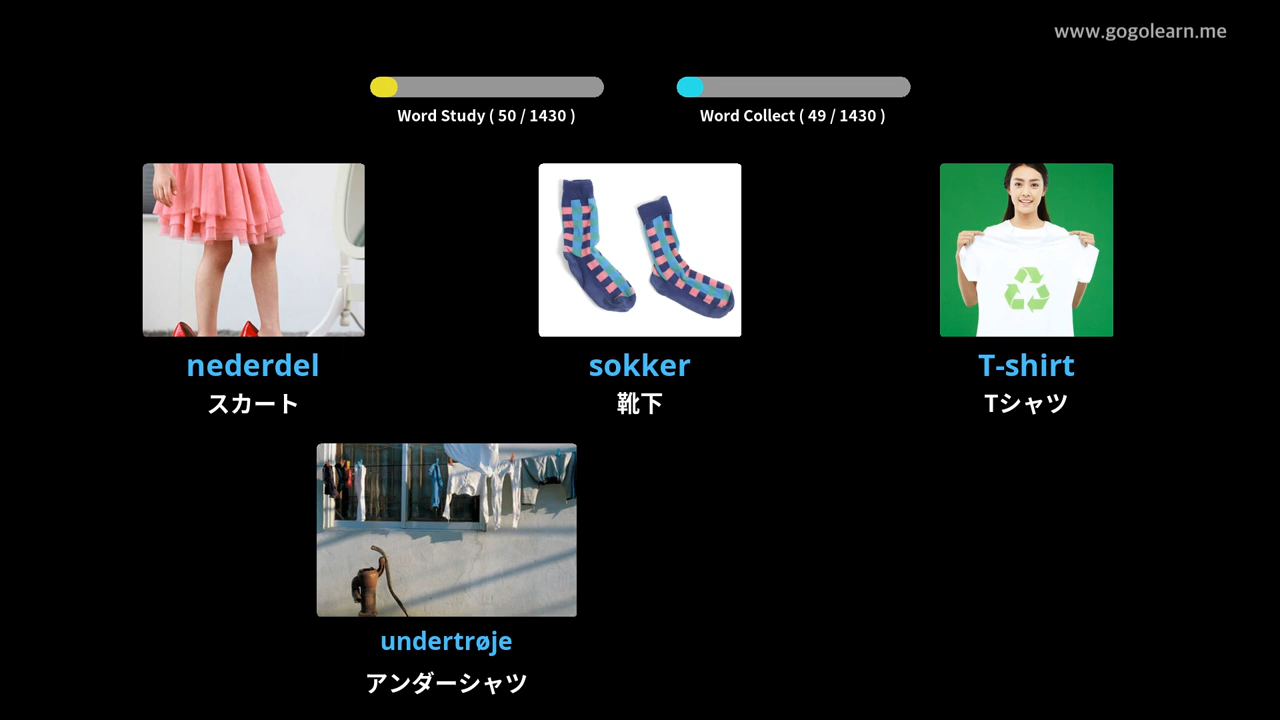 www.gogolearn.me
Word Study ( 50 / 1430 )
Word Collect ( 49 / 1430 )
nederdel
スカート
sokker
靴下
T-shirt
Tシャツ
undertrøje
アンダーシャツ